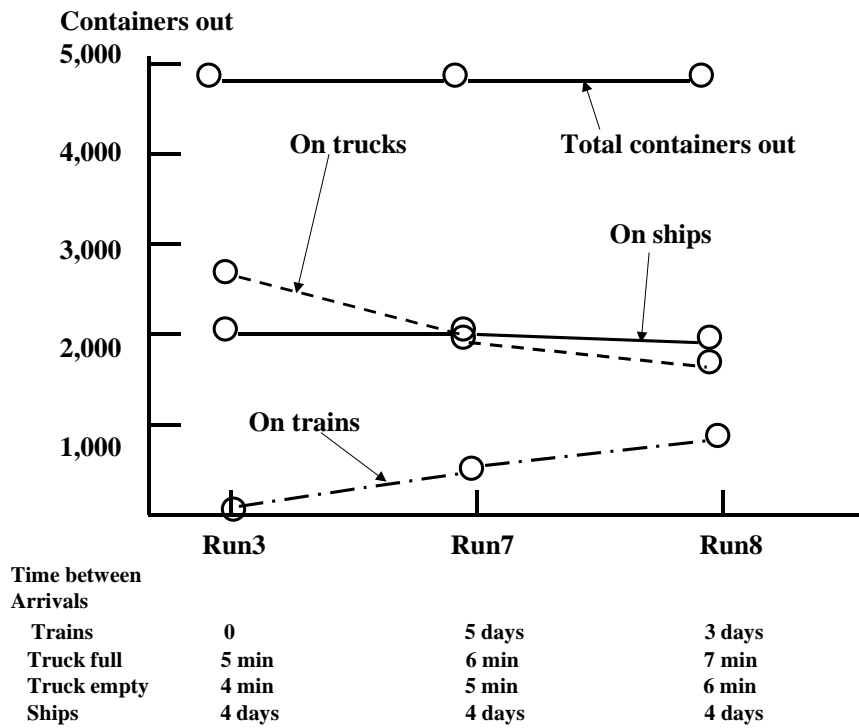 Containers out
5,000
4,000
3,000
2,000
1,000
On trucks
Total containers out
On ships
On trains
Run3 Run7 Run8
Time between
Arrivals
Trains 0 5 days 3 days
Truck full 5 min 6 min 7 min
Truck empty 4 min 5 min 6 min
Ships 4 days 4 days 4 days